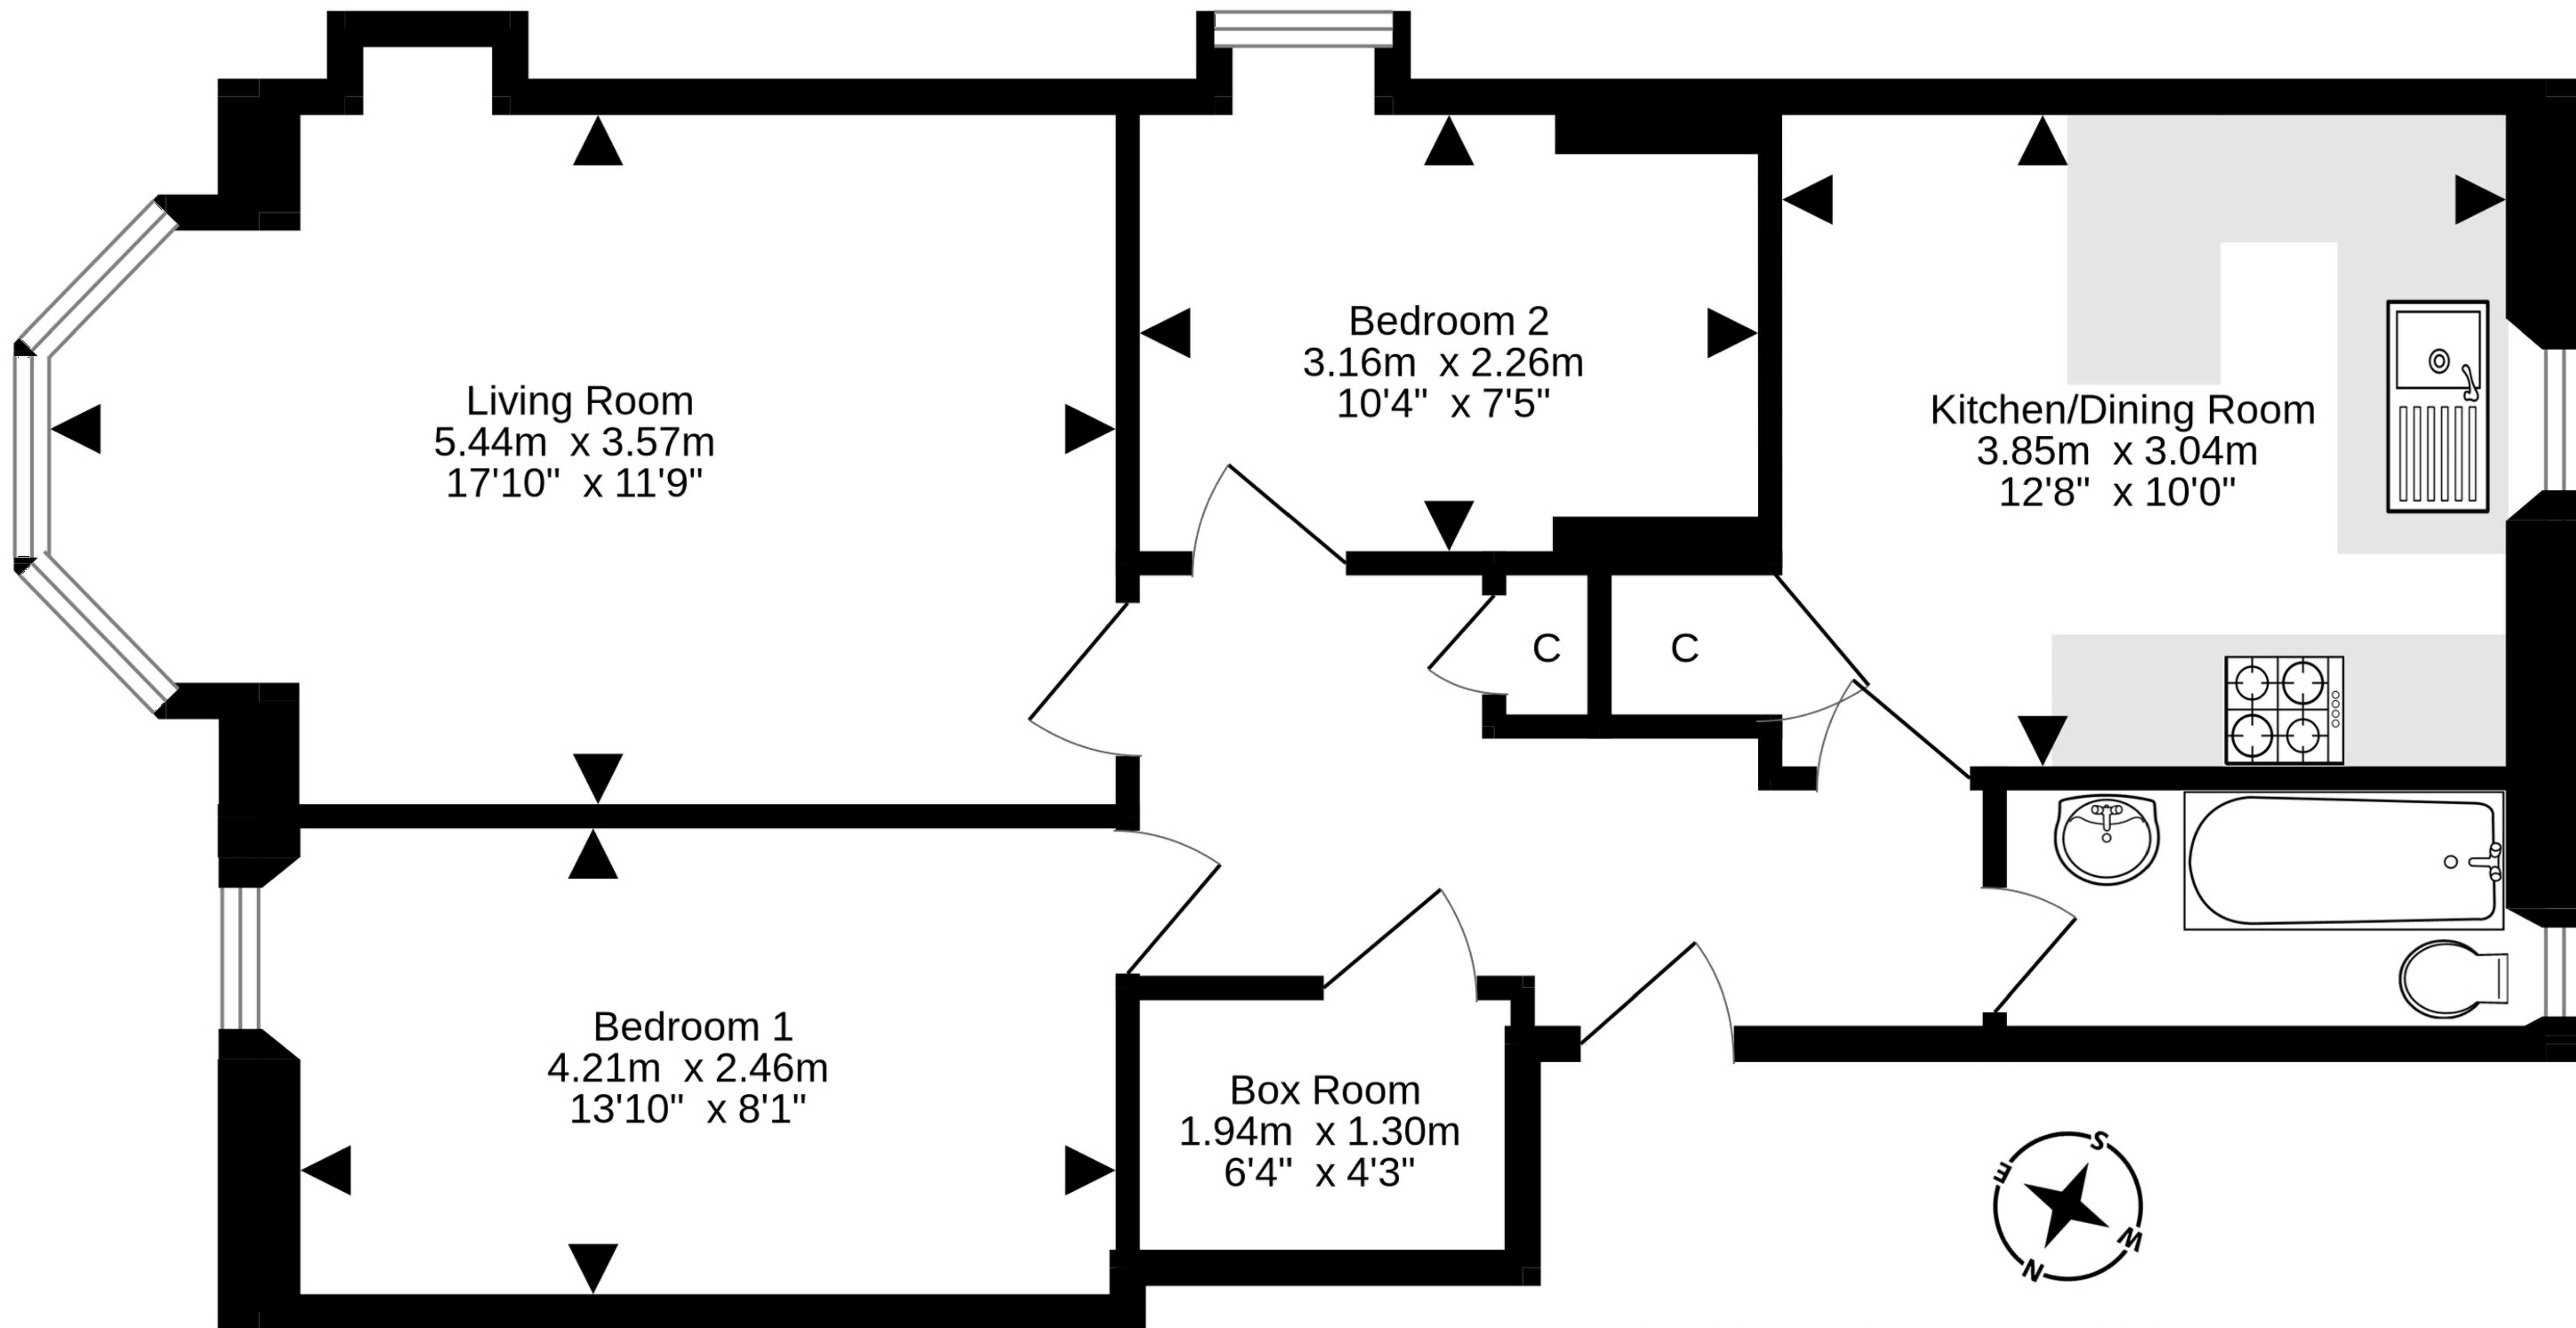 Living Room
5.44m x 3.57m
17'10" x 11'9"
Bedroom 2
3.16m x 2.26m
10'4" x 7'5"
Kitchen/Dining Room
3.85m x 3.04m
12'8" x 10'0"
C
C
Bedroom 1
4.21m x 2.46m
13'10" x 8'1"
Box Room
1.94m x 1.30m
6'4" x 4'3"
S
E
W
N